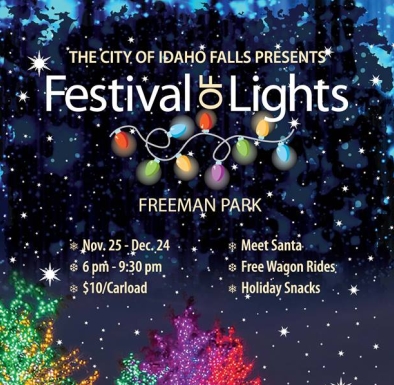 THE CITY OF IDAHO FALLS PRESENTS
Festival OF Lights
FREEMAN PARK
Nov. 25 - Dec. 24
6 pm - 9:30 pm
$10/Carload
Meet Santa
Free Wagon Rides
Holiday Snacks